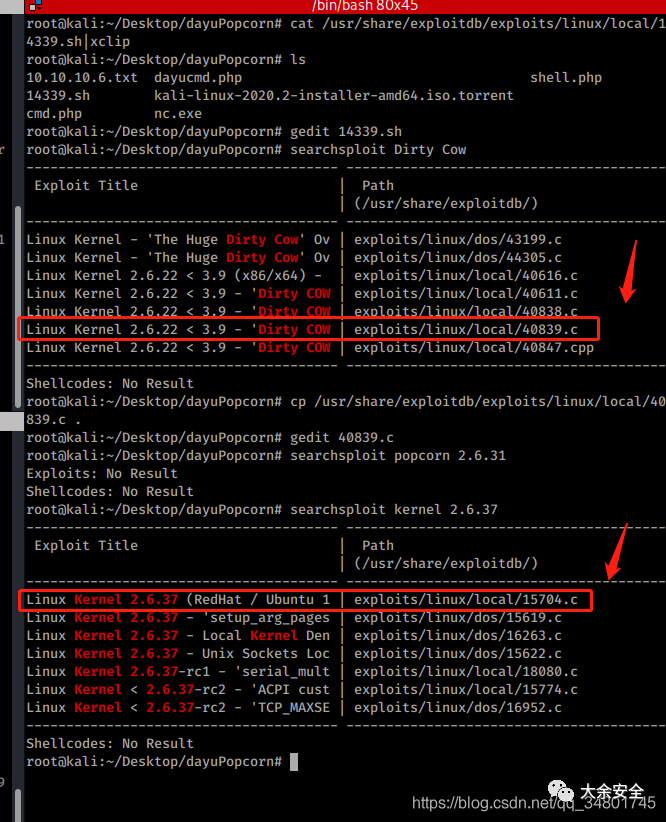 /bin/bash 80x45
root@kali:~/Desktop/dayuPopcorn# cat /usr/share/exploitdb/exploits/linux/local/1
4339.sh|xclip
root@kali:~/Desktop/dayuPopcorn# ls
10.10.10.6.txt  dayucmd.php                                    shell.php
14339.sh        kali-linux-2020.2-installer-amd64.iso.torrent
cmd.php         nc.exe
root@kali:~/Desktop/dayuPopcorn# gedit 14339.sh
root@kali:~/Desktop/dayuPopcorn# searchsploit Dirty Cow
--------------------------------------- ----------------------------------------
 Exploit Title                         |  Path
                                       | (/usr/share/exploitdb/)
--------------------------------------- ----------------------------------------
Linux Kernel - 'The Huge Dirty Cow' Ov | exploits/linux/dos/43199.c
Linux Kernel - 'The Huge Dirty Cow' Ov | exploits/linux/dos/44305.c
Linux Kernel 2.6.22 < 3.9 (x86/x64) -  | exploits/linux/local/40616.c
Linux Kernel 2.6.22 < 3.9 - 'Dirty COW | exploits/linux/local/40611.c
Linux Kernel 2.6.22 < 3.9 - 'Dirty COW | exploits/linux/local/40838.c
Linux Kernel 2.6.22 < 3.9 - 'Dirty COW | exploits/linux/local/40839.c
Linux Kernel 2.6.22 < 3.9 - 'Dirty COW | exploits/linux/local/40847.cpp
--------------------------------------- ----------------------------------------
Shellcodes: No Result
root@kali:~/Desktop/dayuPopcorn# cp /usr/share/exploitdb/exploits/linux/local/40
839.c .
root@kali:~/Desktop/dayuPopcorn# gedit 40839.c
root@kali:~/Desktop/dayuPopcorn# searchsploit popcorn 2.6.31
Exploits: No Result
Shellcodes: No Result
root@kali:~/Desktop/dayuPopcorn# searchsploit kernel 2.6.37
--------------------------------------- ----------------------------------------
 Exploit Title                         |  Path
                                       | (/usr/share/exploitdb/)
--------------------------------------- ----------------------------------------
Linux Kernel 2.6.37 (RedHat / Ubuntu 1 | exploits/linux/local/15704.c
Linux Kernel 2.6.37 - 'setup_arg_pages | exploits/linux/dos/15619.c
Linux Kernel 2.6.37 - Local Kernel Den | exploits/linux/dos/16263.c
Linux Kernel 2.6.37 - Unix Sockets Loc | exploits/linux/dos/15622.c
Linux Kernel 2.6.37-rc1 - 'serial_mult | exploits/linux/local/18080.c
Linux Kernel < 2.6.37-rc2 - 'ACPI cust | exploits/linux/local/15774.c
Linux Kernel < 2.6.37-rc2 - 'TCP_MAXSE | exploits/linux/dos/16952.c
--------------------------------------- ----------------------------------------
Shellcodes: No Result
root@kali:~/Desktop/dayuPopcorn#
大余安全
https://blog.csdn.net/qq_34801745